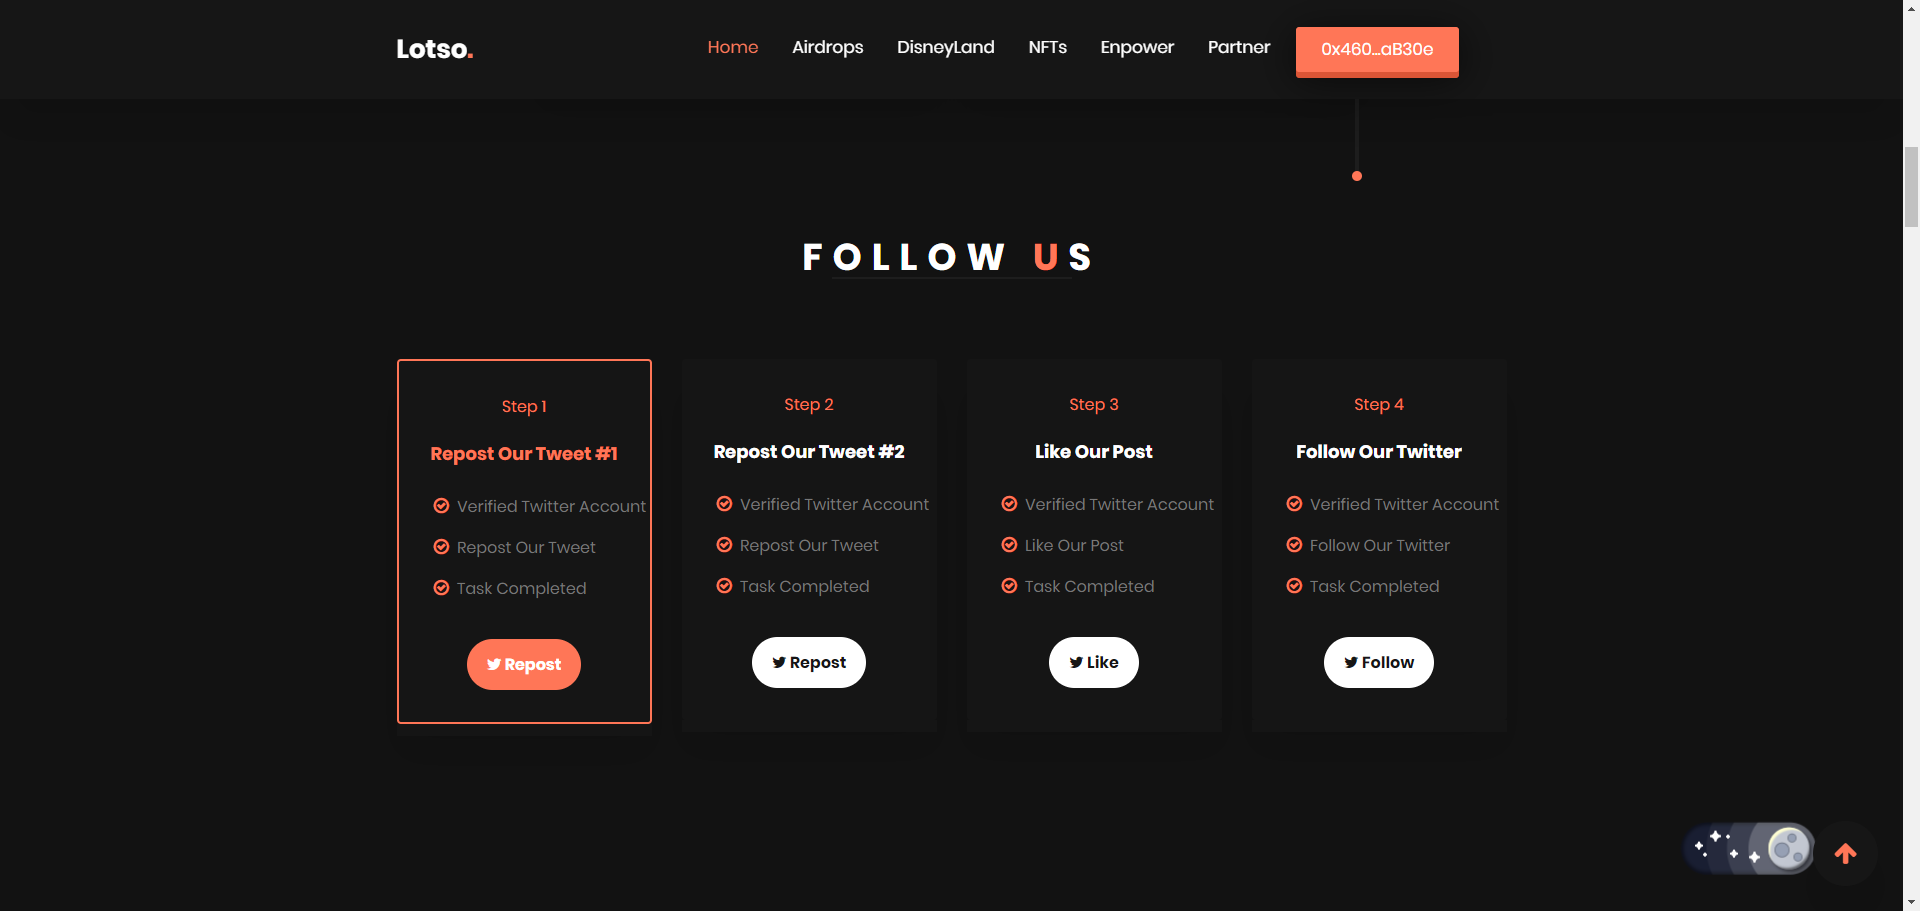 Lotso.
Home Airdrops DisneyLand NFTs Enpower Partner 0x460...aB30e
FOLLOW US
Step 1
Repost Our Tweet #1
Verified Twitter Account
Repost Our Tweet
Task Completed
Repost
Step 2
Repost Our Tweet #2
Verified Twitter Account
Repost Our Tweet
Task Completed
Repost
Step 3
Like Our Post
Verified Twitter Account
Like Our Post
Task Completed
Like
Step 4
Follow Our Twitter
Verified Twitter Account
Follow Our Twitter
Task Completed
Follow